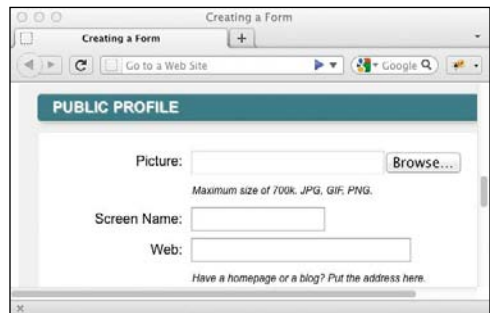 Creating a Form
Creating a Form +
C Go to a Web Site Google Q
PUBLIC PROFILE
Picture: Browse...
Maximum size of 700k. JPG, GIF, PNG.
Screen Name:
Web:
Have a homepage or a blog? Put the address here.
x